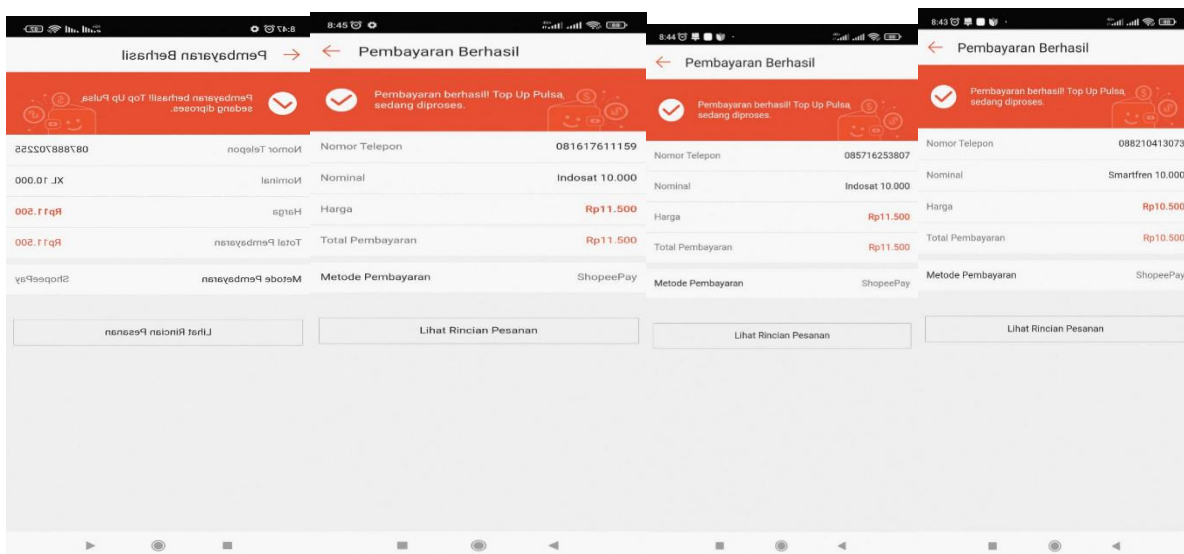 8:47
Pembayaran Berhasil
Pembayaran berhasil! Top Up Pulsa,
sedang diproses.
Nomor Telepon 087888702255
Nominal XL 10.000
Harga Rp11.500
Total Pembayaran Rp11.500
Metode Pembayaran ShopeePay
Lihat Rincian Pesanan
8:45
Pembayaran Berhasil
Pembayaran berhasil! Top Up Pulsa,
sedang diproses.
Nomor Telepon 081617611159
Nominal Indosat 10.000
Harga Rp11.500
Total Pembayaran Rp11.500
Metode Pembayaran ShopeePay
Lihat Rincian Pesanan
8:44
Pembayaran Berhasil
Pembayaran berhasil! Top Up Pulsa,
sedang diproses.
Nomor Telepon 085716253807
Nominal Indosat 10.000
Harga Rp11.500
Total Pembayaran Rp11.500
Metode Pembayaran ShopeePay
Lihat Rincian Pesanan
8:43
Pembayaran Berhasil
Pembayaran berhasil! Top Up Pulsa,
sedang diproses.
Nomor Telepon 088210413073
Nominal Smartfren 10.000
Harga Rp10.500
Total Pembayaran Rp10.500
Metode Pembayaran ShopeePay
Lihat Rincian Pesanan